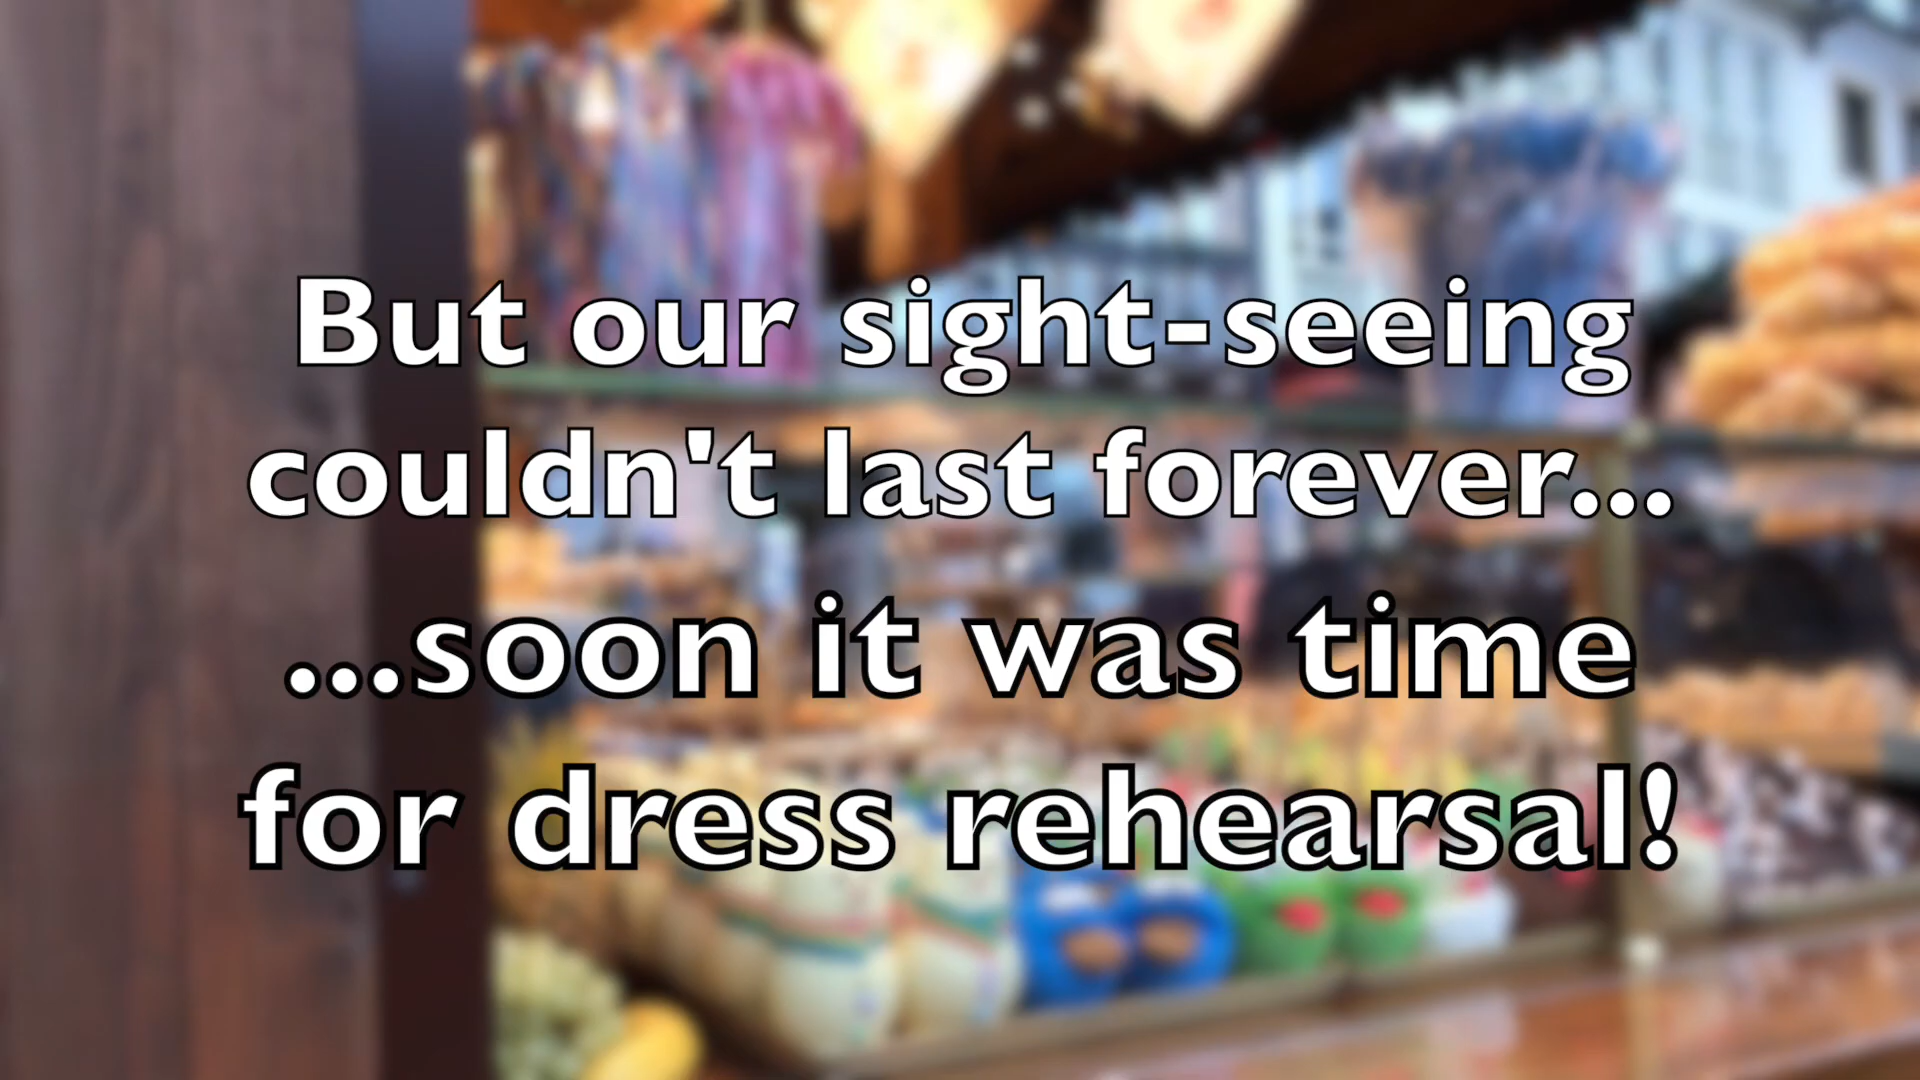 But our sight-seeing
couldn't last forever...
...soon it was time
for dress rehearsal!